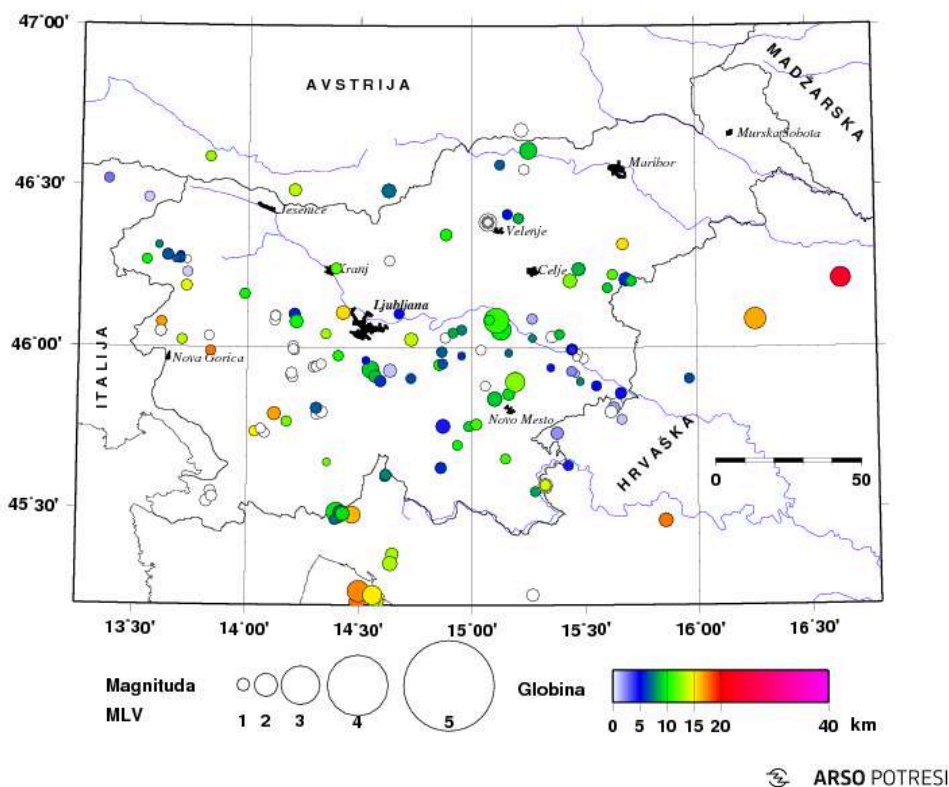 47˚00'
AVSTRIJA
MADŽARSKA
Murska Sobota
Maribor
46˚30'
Jesenice
Velenje
Kranj
Celje
Ljubljana
46˚00'
Nova Gorica
ITALIJA
Novo Mesto
HRVAŠKA
0 50
45˚30'
13˚30' 14˚00' 14˚30' 15˚00' 15˚30' 16˚00' 16˚30'
Magnituda
MLV
1 2 3 4 5
Globina
0 5 10 15 20 40 km
ARSO POTRESI